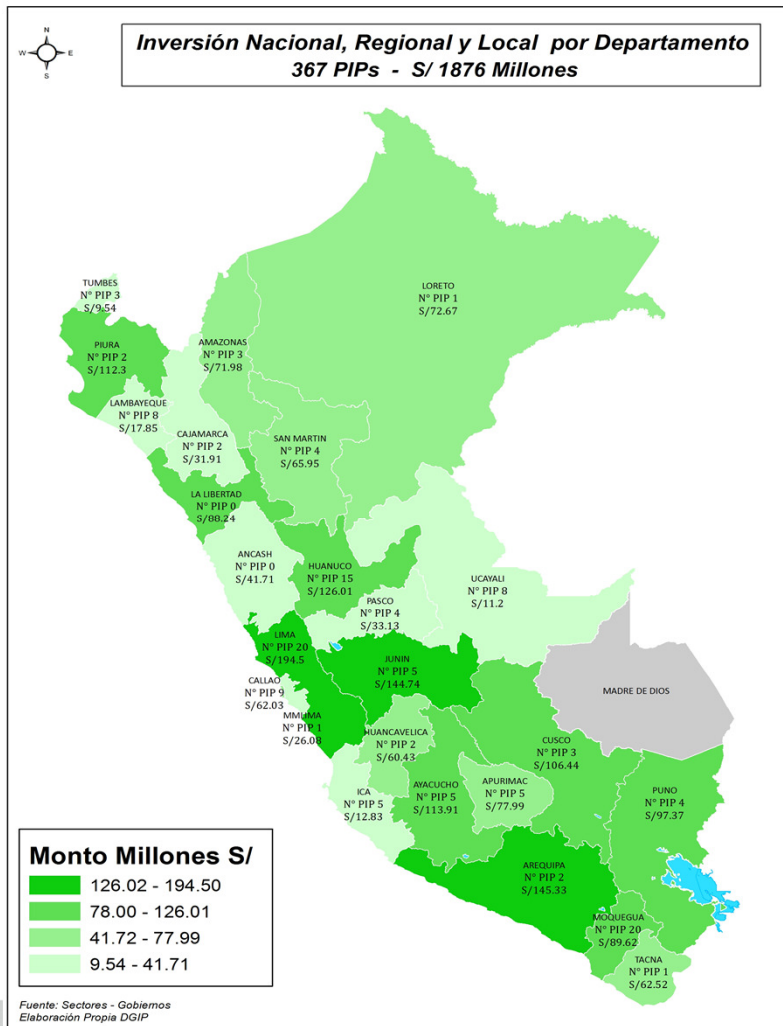 N
W E
S
Inversión Nacional, Regional y Local por Departamento
367 PIPs - S/ 1876 Millones
TUMBES
N° PIP 3
S/9.54
PIURA
N° PIP 2
S/112.3
LAMBAYEQUE
N° PIP 8
S/17.85
CAJAMARCA
N° PIP 2
S/31.91
AMAZONAS
N° PIP 3
S/71.98
LORETO
N° PIP 1
S/72.67
SAN MARTIN
N° PIP 4
S/65.95
LA LIBERTAD
N° PIP 0
S/88.24
ANCASH
N° PIP 0
S/41.71
HUANUCO
N° PIP 15
S/126.01
PASCO
N° PIP 4
S/33.13
UCAYALI
N° PIP 8
S/11.2
LIMA
N° PIP 20
S/194.5
CALLAO
N° PIP 9
S/62.03
MMLIMA
N° PIP 1
S/26.08
JUNIN
N° PIP 5
S/144.74
MADRE DE DIOS
HUANCAVELICA
N° PIP 2
S/60.43
CUSCO
N° PIP 3
S/106.44
ICA
N° PIP 5
S/12.83
AYACUCHO
N° PIP 5
S/113.91
APURIMAC
N° PIP 5
S/77.99
PUNO
N° PIP 4
S/97.37
AREQUIPA
N° PIP 2
S/145.33
MOQUEGUA
N° PIP 20
S/89.62
TACNA
N° PIP 1
S/62.52
Monto Millones S/
126.02 - 194.50
78.00 - 126.01
41.72 - 77.99
9.54 - 41.71
Fuente: Sectores - Gobiernos
Elaboración Propia DGIP